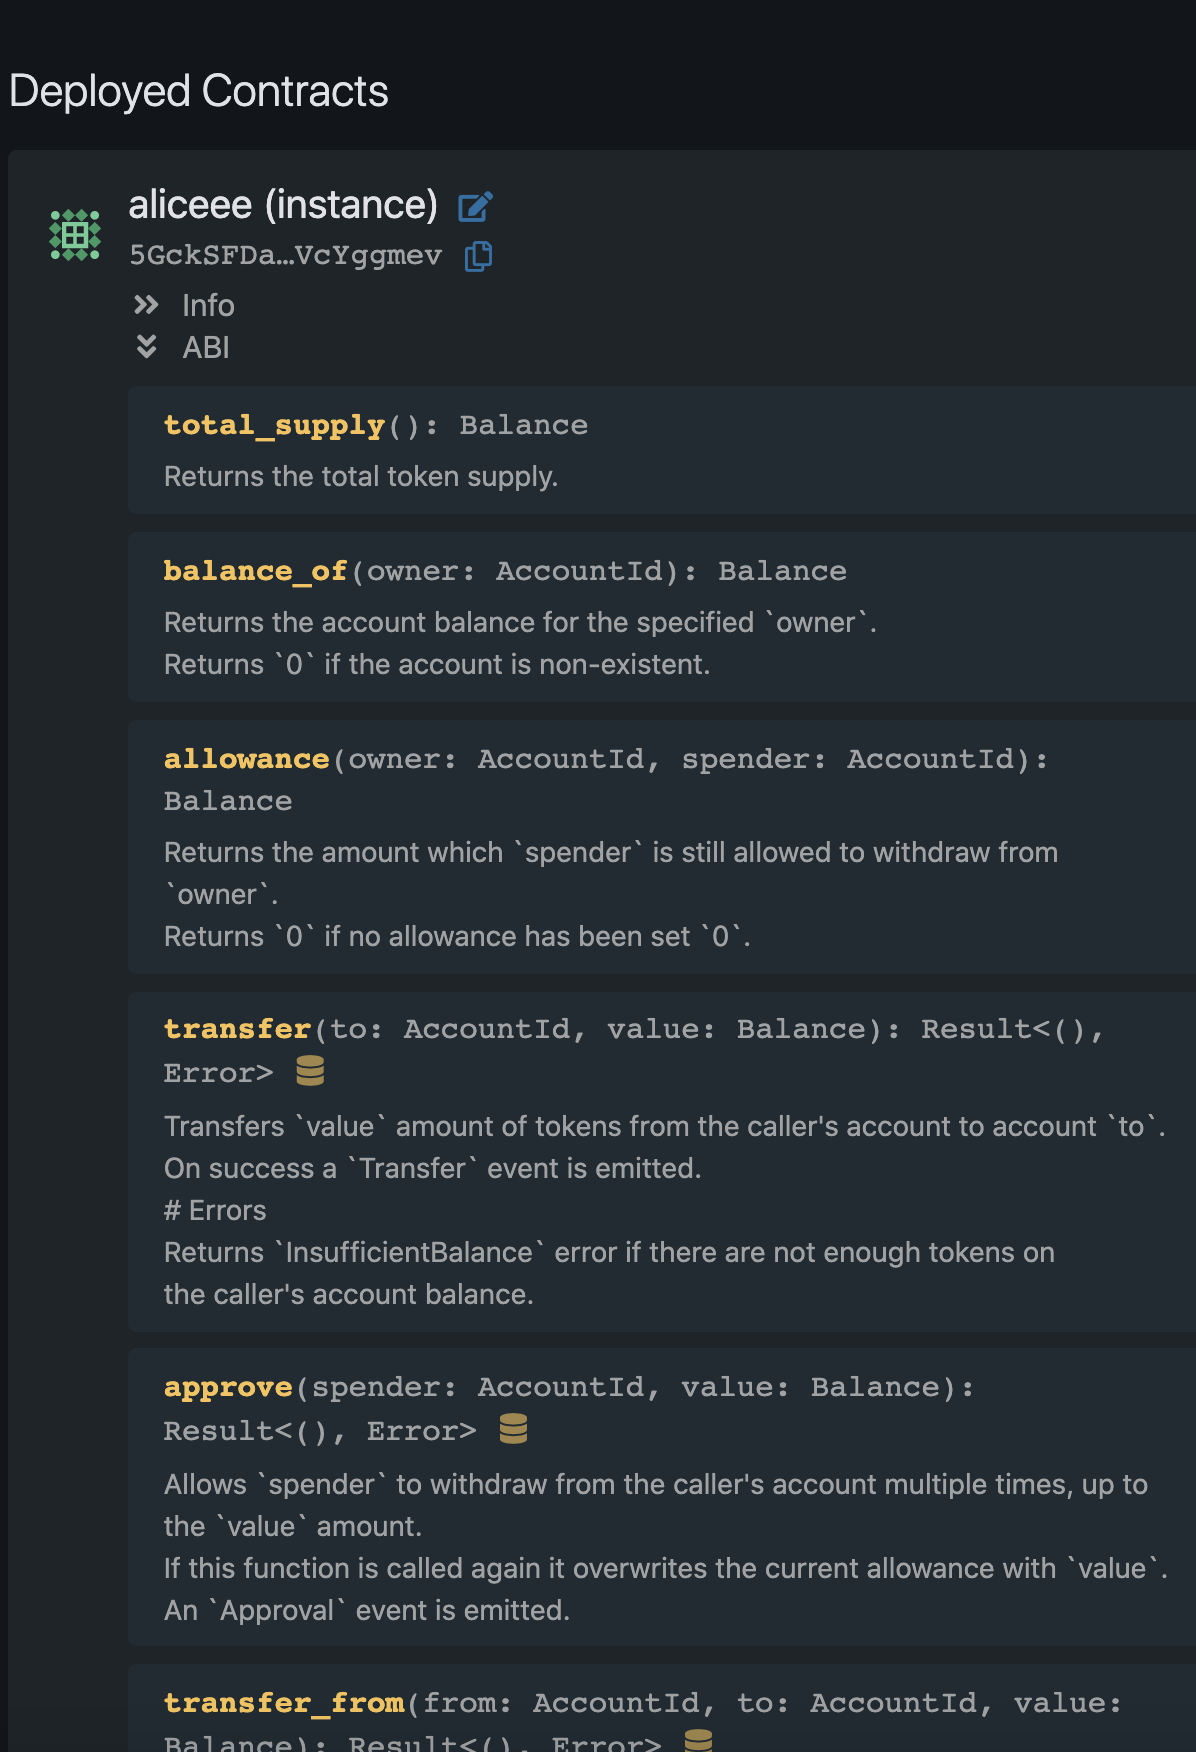 Deployed Contracts
aliceee (instance)
5GckSFDa…VcYggmev
Info
ABI
total_supply(): Balance
Returns the total token supply.
balance_of(owner: AccountId): Balance
Returns the account balance for the specified `owner`.
Returns `0` if the account is non-existent.
allowance(owner: AccountId, spender: AccountId):
Balance
Returns the amount which `spender` is still allowed to withdraw from
`owner`.
Returns `0` if no allowance has been set `0`.
transfer(to: AccountId, value: Balance): Result<(),
Error>
Transfers `value` amount of tokens from the caller's account to account `to`.
On success a `Transfer` event is emitted.
# Errors
Returns `InsufficientBalance` error if there are not enough tokens on
the caller's account balance.
approve(spender: AccountId, value: Balance):
Result<(), Error>
Allows `spender` to withdraw from the caller's account multiple times, up to
the `value` amount.
If this function is called again it overwrites the current allowance with `value`.
An `Approval` event is emitted.
transfer_from(from: AccountId, to: AccountId, value:
Balance): Result<(), Error>